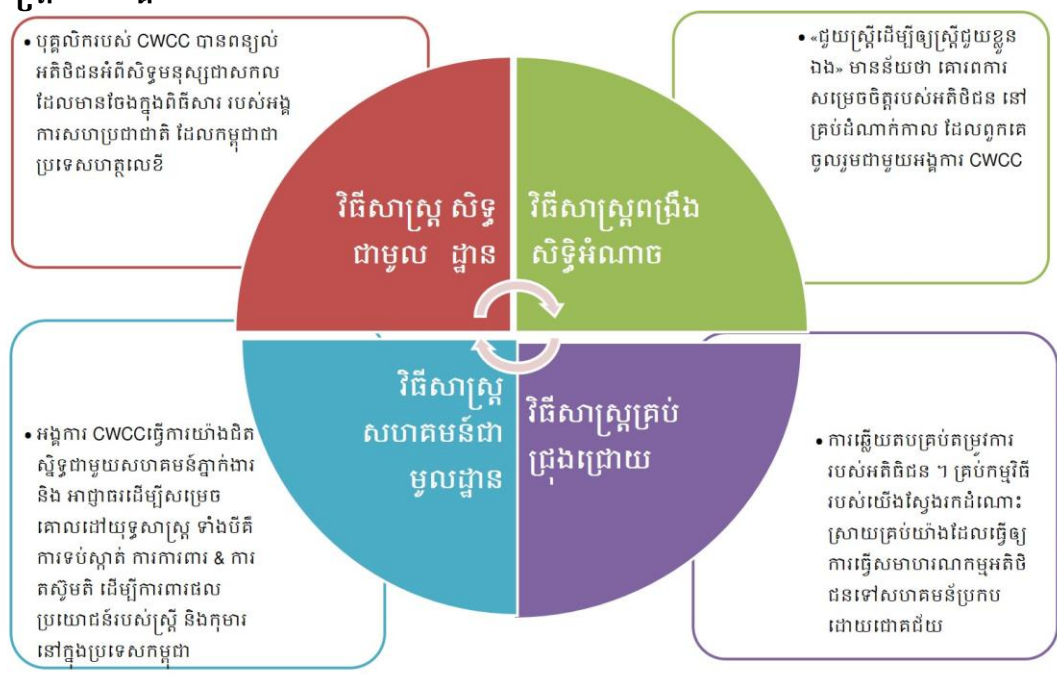 • បុគ្គលិករបស់ CWCC បានពន្យល់
អតិថិជនអំពីសិទ្ធមនុស្សជាសកល
ដែលមានចែងក្នុងពិធីសារ របស់អង្គ
ការសហប្រជាជាតិ ដែលកម្ពុជាជា
ប្រទេសហត្ថលេខី
• «ជួយស្ត្រីដើម្បីឲ្យស្ត្រីជួយខ្លួន
ឯង» មានន័យថា គោរពការ
សម្រេចចិត្តរបស់អតិថិជន នៅ
គ្រប់ដំណាក់កាល ដែលពួកគេ
ចូលរួមជាមួយអង្គការ CWCC
វិធីសាស្ត្រ សិទ្ធ
ជាមូល ដ្ឋាន
វិធីសាស្ត្រពង្រឹង
សិទ្ធិអំណាច
វិធីសាស្ត្រ
សហគមន៍ជា
មូលដ្ឋាន
វិធីសាស្ត្រគ្រប់
ជ្រុងជ្រោយ
• អង្គការ CWCCធ្វើការយ៉ាងជិត
ស្និទ្ធជាមួយសហគមន៍ភ្នាក់ងារ
និង អាជ្ញាធរដើម្បីសម្រេច
គោលដៅយុទ្ធសាស្ត្រ ទាំងបីគឺ
ការទប់ស្កាត់ ការការពារ & ការ
តស៊ូមតិ ដើម្បីការពារផល
ប្រយោជន៍របស់ស្ត្រី និងកុមារ
នៅក្នុងប្រទេសកម្ពុជា
• ការឆ្លើយតបគ្រប់តម្រូវការ
របស់អតិធិជន ។ គ្រប់កម្មវិធី
របស់យើងស្វែងរកដំណោះ
ស្រាយគ្រប់យ៉ាងដែលធ្វើឲ្យ
ការធ្វើសមាហារណកម្មអតិថិ
ជនទៅសហគមន៍ប្រកប
ដោយជោគជ័យ